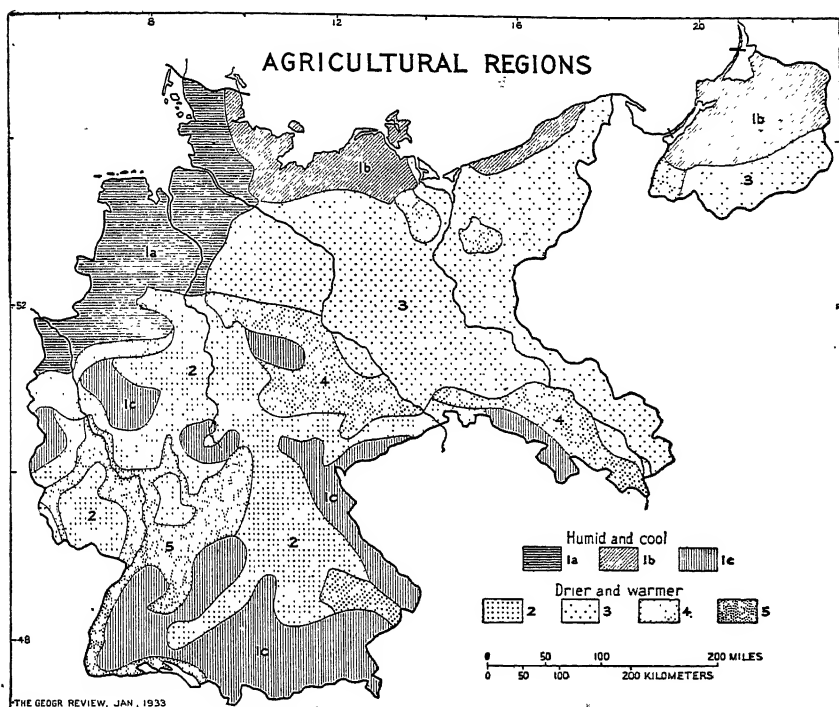 8 12 16 20
AGRICULTURAL REGIONS
1b
1b
3
1a
52
3
2
4
1c
4
1c
2
5
2
48
1c
Humid and cool
1a 1b 1c
Drier and warmer
2 3 4 5
0 50 100 200 MILES
0 50 100 200 KILOMETERS
THE GEOGR REVIEW, JAN. 1933